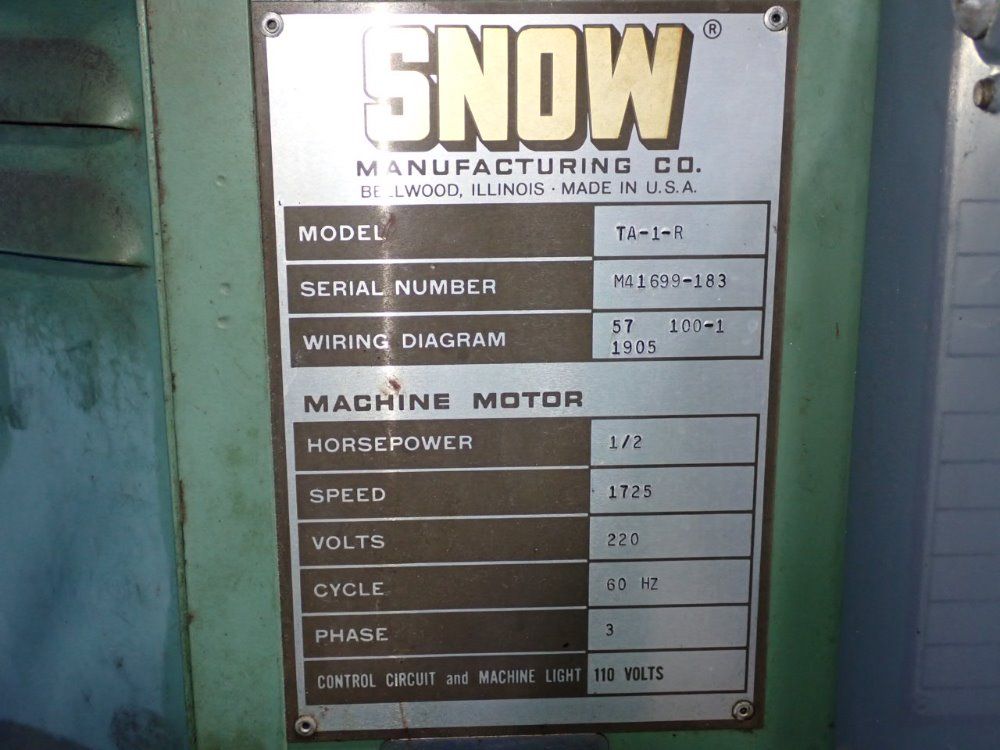 SNOW ®
MANUFACTURING CO.
BELLWOOD, ILLINOIS · MADE IN U.S.A.
MODEL TA-1-R
SERIAL NUMBER M41699-183
WIRING DIAGRAM 57 100-1
1905
MACHINE MOTOR
HORSEPOWER 1/2
SPEED 1725
VOLTS 220
CYCLE 60 HZ
PHASE 3
CONTROL CIRCUIT and MACHINE LIGHT 110 VOLTS